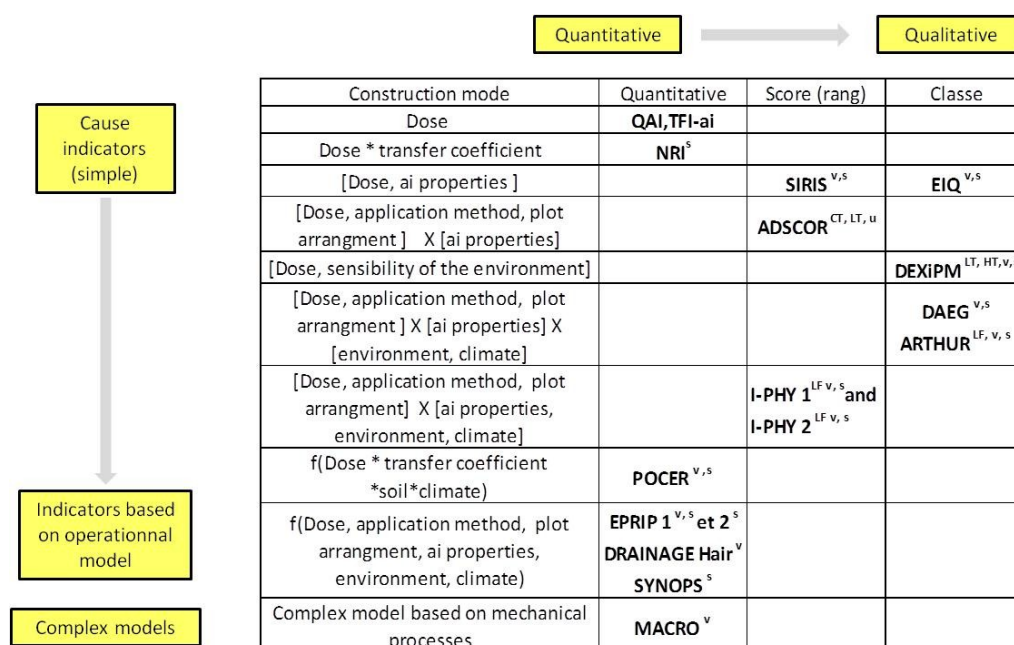 Quantitative Qualitative
Construction mode Quantitative Score (rang) Classe
Cause
indicators
(simple)
Dose QAI,TFI-ai
Dose * transfer coefficient NRI s
[Dose, ai properties ] SIRIS v,s EIQ v,s
[Dose, application method, plot
arrangment ] X [ai properties]
ADSCOR CT, LT, u
[Dose, sensibility of the environment] DEXiPM LT, HT,v,
[Dose, application method, plot
arrangment ] X [ai properties] X
[environment, climate]
DAEG v,s
ARTHUR LF, v, s
[Dose, application method, plot
arrangment] X [ai properties,
environment, climate]
I-PHY 1 LF v, s and
I-PHY 2 LF v, s
f(Dose * transfer coefficient
*soil*climate)
POCER v,s
Indicators based
on operationnal
model
f(Dose, application method, plot
arrangment, ai properties,
environment, climate)
EPRIP 1 v, s et 2 s
DRAINAGE Hair v
SYNOPS s
Complex models
Complex model based on mechanical
processes
MACRO v